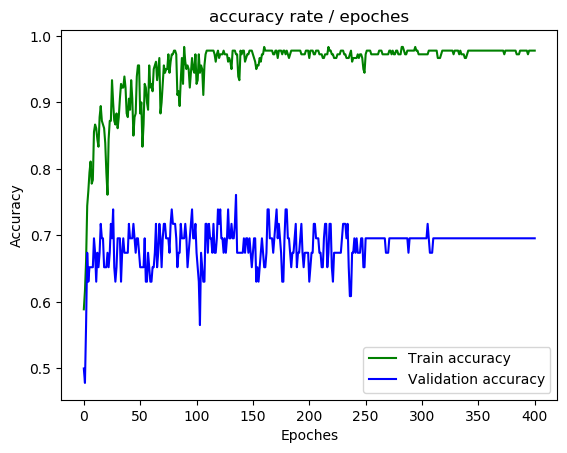 accuracy rate / epoches
1.0
0.9
0.8
0.7
0.6
0.5
Accuracy
0 50 100 150 200 250 300 350 400
Epoches
Train accuracy
Validation accuracy